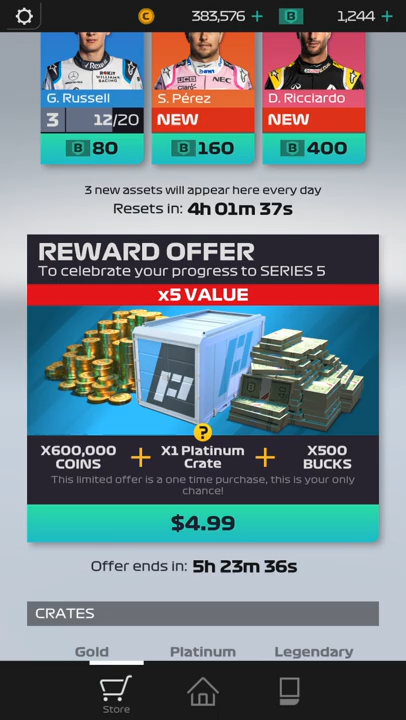 383,576 +
1,244 +
G. Russell
S. Pérez
D. Ricciardo
3 12/20
NEW
NEW
B 80
B 160
B 400
3 new assets will appear here every day
Resets in: 4h 01m 37s
REWARD OFFER
To celebrate your progress to SERIES 5
x5 VALUE
?
X600,000
COINS
+
X1 Platinum
Crate
+
X500
BUCKS
This limited offer is a one time purchase, this is your only
chance!
$4.99
Offer ends in: 5h 23m 36s
CRATES
Gold
Platinum
Legendary
Store